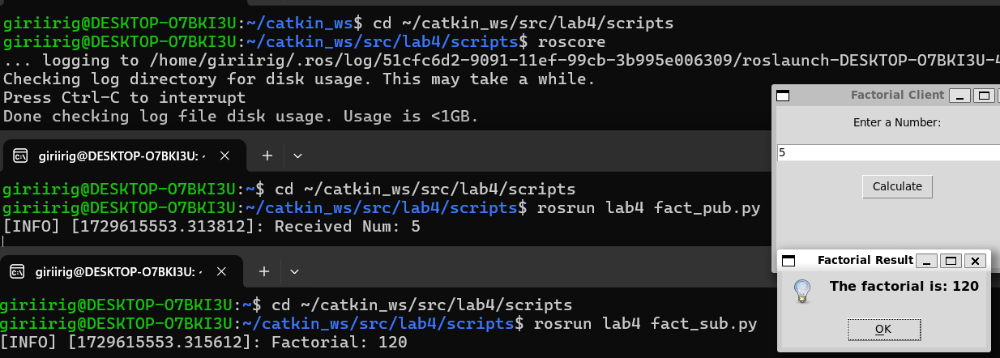 giriirig@DESKTOP-O7BKI3U:~/catkin_ws$ cd ~/catkin_ws/src/lab4/scripts
giriirig@DESKTOP-O7BKI3U:~/catkin_ws/src/lab4/scripts$ roscore
... logging to /home/giriirig/.ros/log/51cfc6d2-9091-11ef-99cb-3b995e006309/roslaunch-DESKTOP-O7BKI3U-4
Checking log directory for disk usage. This may take a while.
Press Ctrl-C to interrupt
Done checking log file disk usage. Usage is <1GB.
giriirig@DESKTOP-O7BKI3U:
giriirig@DESKTOP-O7BKI3U:~$ cd ~/catkin_ws/src/lab4/scripts
giriirig@DESKTOP-O7BKI3U:~/catkin_ws/src/lab4/scripts$ rosrun lab4 fact_pub.py
[INFO] [1729615553.313812]: Received Num: 5
giriirig@DESKTOP-O7BKI3U:
giriirig@DESKTOP-O7BKI3U:~$ cd ~/catkin_ws/src/lab4/scripts
giriirig@DESKTOP-O7BKI3U:~/catkin_ws/src/lab4/scripts$ rosrun lab4 fact_sub.py
[INFO] [1729615553.315612]: Factorial: 120
Factorial Client
Enter a Number:
5
Calculate
Factorial Result
The factorial is: 120
OK